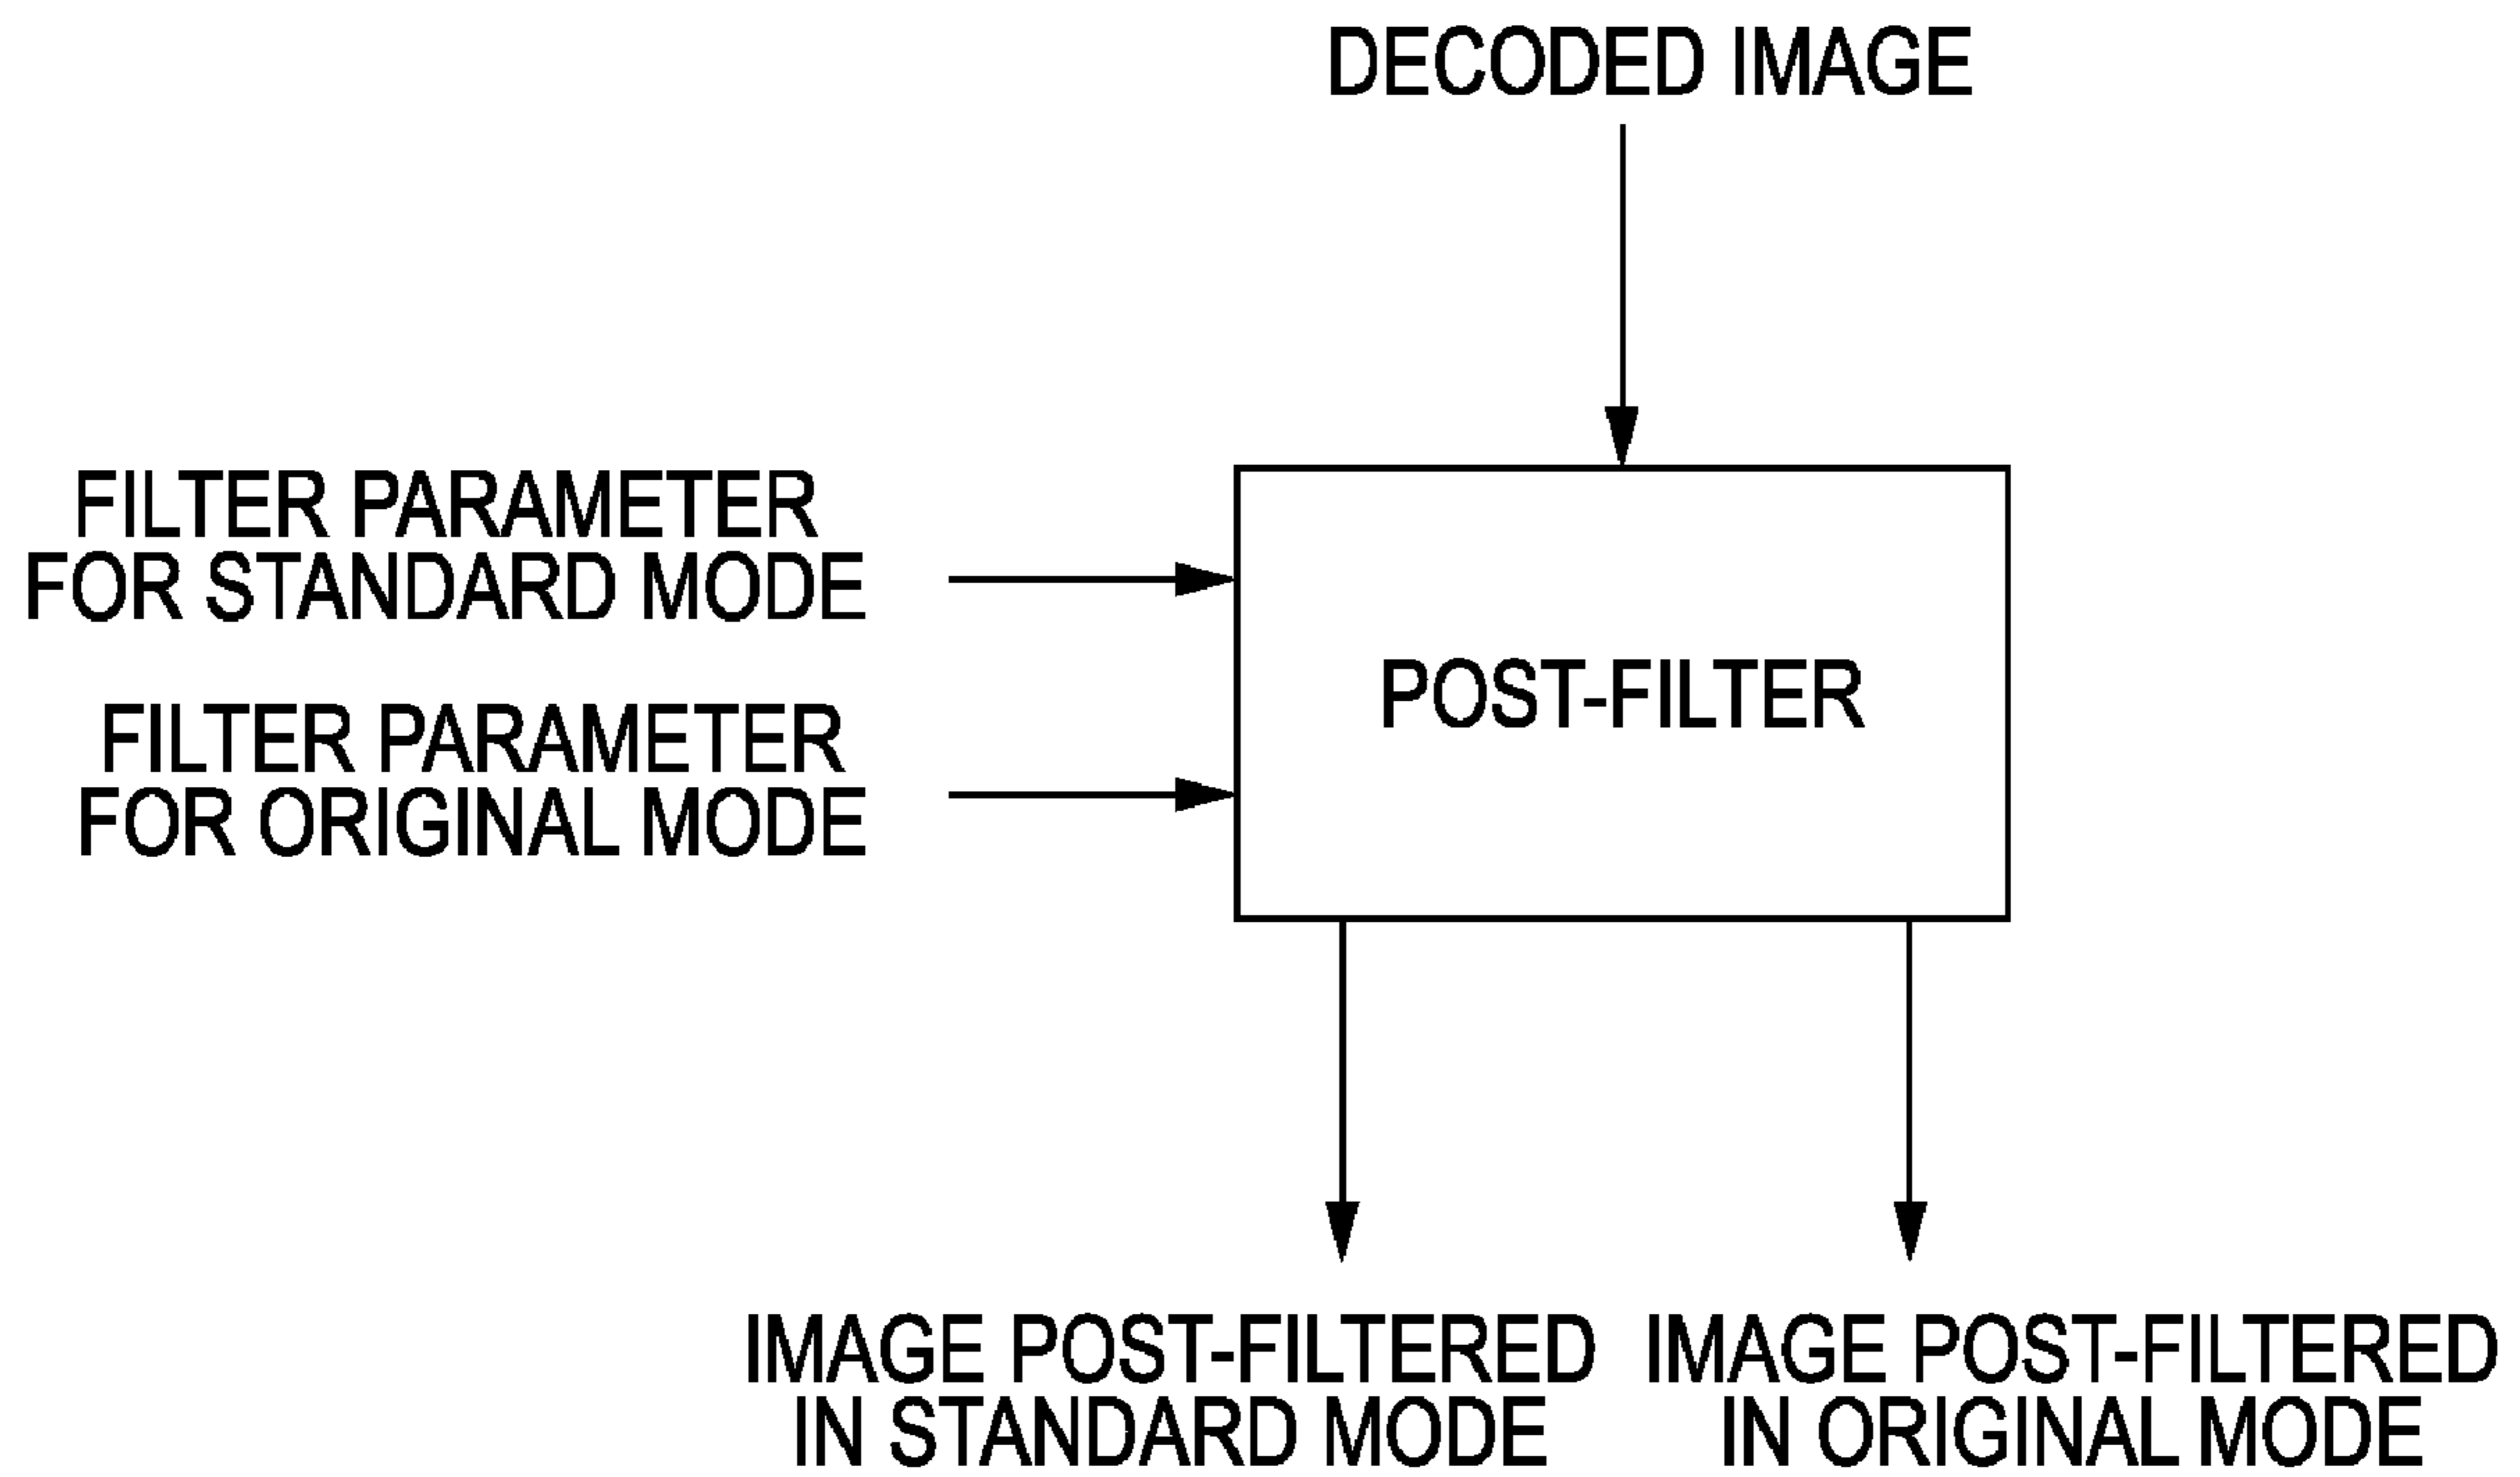 DECODED IMAGE
FILTER PARAMETER
FOR STANDARD MODE
FILTER PARAMETER
FOR ORIGINAL MODE
POST-FILTER
IMAGE POST-FILTERED
IN STANDARD MODE
IMAGE POST-FILTERED
IN ORIGINAL MODE